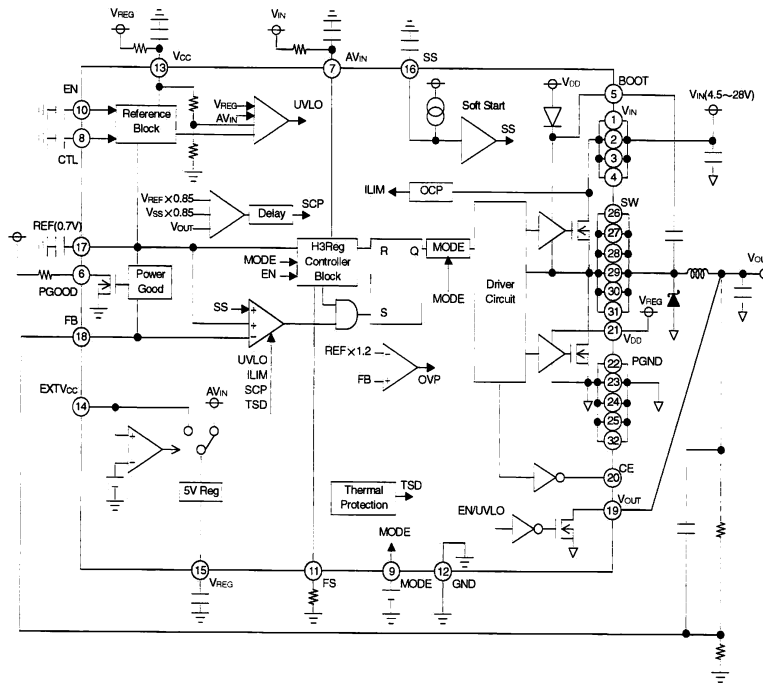 VREG
VIN
VCC
AVIN
SS
13
7
16
EN
10
Reference
Block
8
CTL
VREG
AVIN
UVLO
Soft Start
SS
VDD
BOOT
5
VIN(4.5~28V)
VIN
1
2
3
4
ILIM
OCP
VREF×0.85
VSS×0.85
VOUT
Delay
SCP
REF(0.7V)
17
6
PGOOD
Power
Good
FB
18
H3Reg
Controller
Block
MODE
EN
R
Q
S
MODE
MODE
Driver
Circuit
SW
26
27
28
29
30
31
VREG
21
VDD
SS
+
+
−
UVLO
ILIM
SCP
TSD
REF×1.2
−
FB
+
OVP
22
PGND
23
24
25
32
EXTVCC
14
AVIN
+
−
5V Reg
Thermal
Protection
TSD
CE
20
VOUT
19
EN/UVLO
MODE
15
VREG
11
FS
9
MODE
12
GND